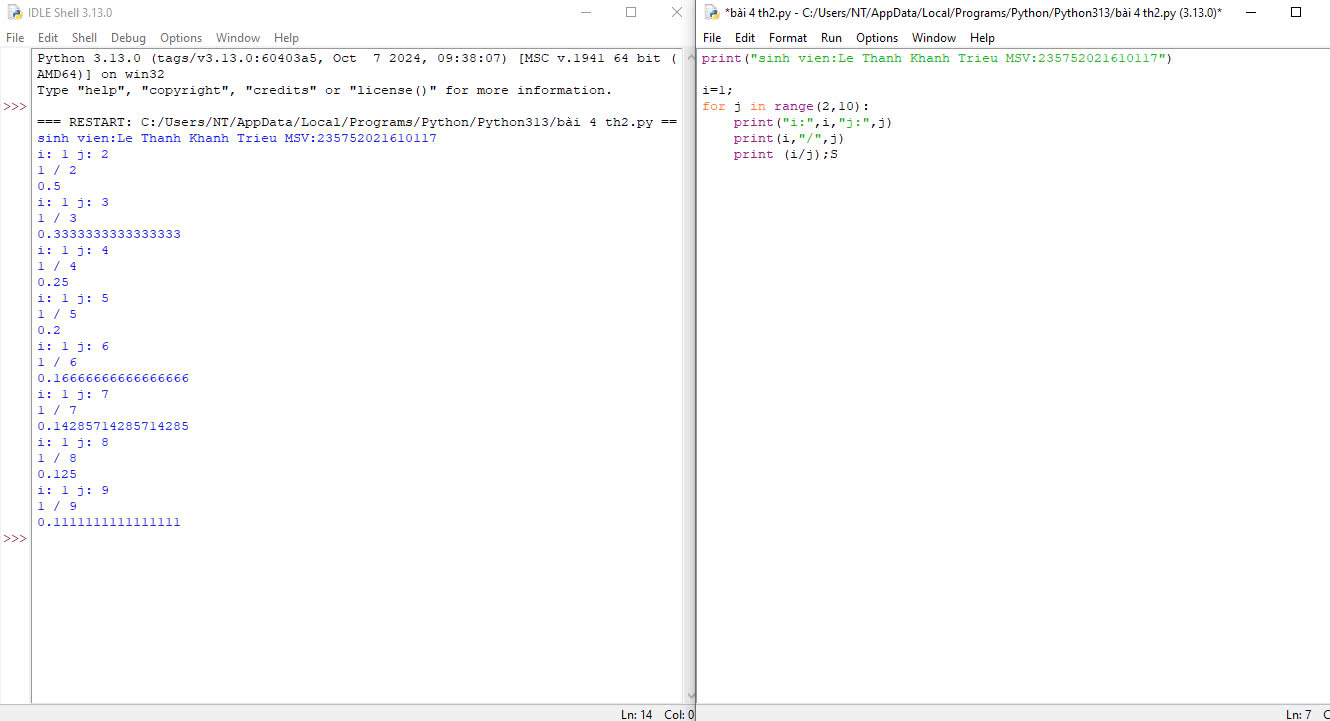 IDLE Shell 3.13.0
File Edit Shell Debug Options Window Help
Python 3.13.0 (tags/v3.13.0:60403a5, Oct  7 2024, 09:38:07) [MSC v.1941 64 bit (
AMD64)] on win32
Type "help", "copyright", "credits" or "license()" for more information.
>>>
=== RESTART: C:/Users/NT/AppData/Local/Programs/Python/Python313/bài 4 th2.py ==
sinh vien:Le Thanh Khanh Trieu MSV:235752021610117
i: 1 j: 2
1 / 2
0.5
i: 1 j: 3
1 / 3
0.3333333333333333
i: 1 j: 4
1 / 4
0.25
i: 1 j: 5
1 / 5
0.2
i: 1 j: 6
1 / 6
0.16666666666666666
i: 1 j: 7
1 / 7
0.14285714285714285
i: 1 j: 8
1 / 8
0.125
i: 1 j: 9
1 / 9
0.1111111111111111
>>>
Ln: 14 Col: 0
*bài 4 th2.py - C:/Users/NT/AppData/Local/Programs/Python/Python313/bài 4 th2.py (3.13.0)*
File Edit Format Run Options Window Help
print("sinh vien:Le Thanh Khanh Trieu MSV:235752021610117")
i=1;
for j in range(2,10):
    print("i:",i,"j:",j)
    print(i,"/",j)
    print (i/j);S
Ln: 7 C